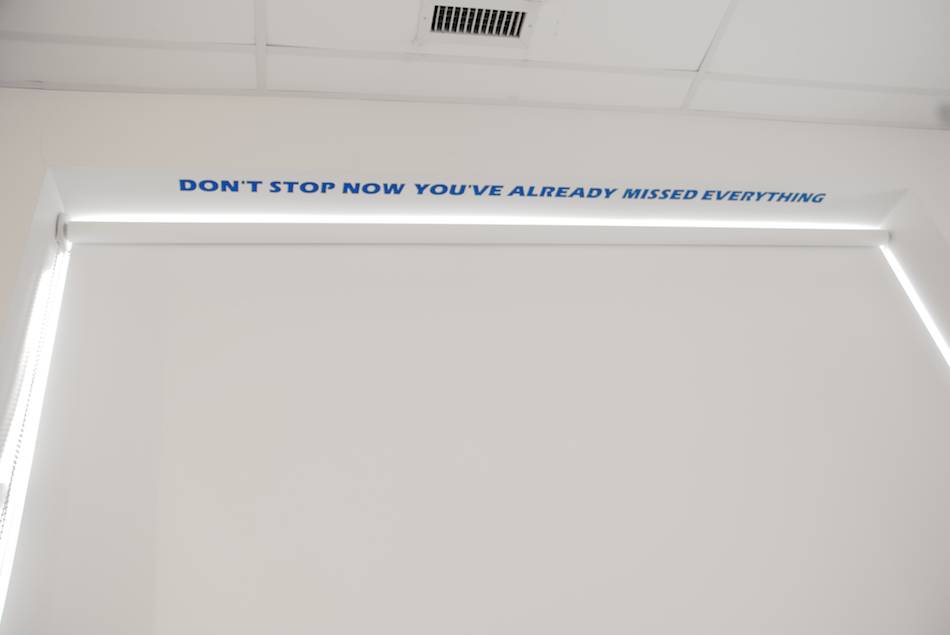 DON'T STOP NOW YOU'VE ALREADY MISSED EVERYTHING